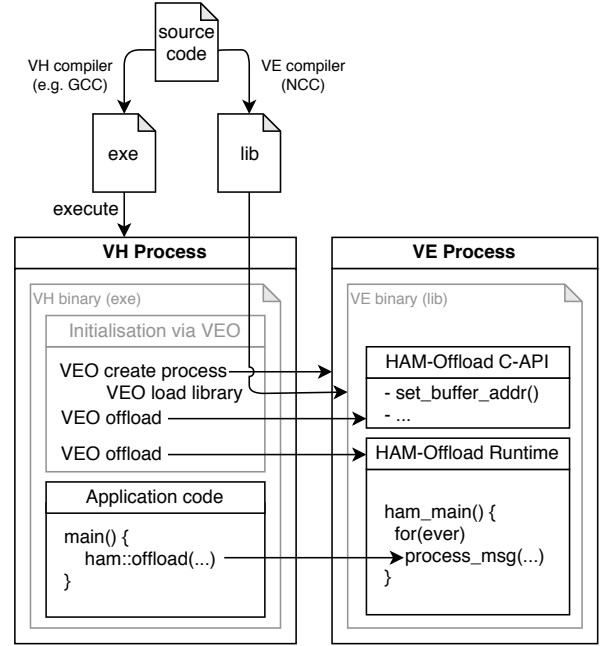 source
code
VH compiler
(e.g. GCC)
VE compiler
(NCC)
exe
lib
execute
VH Process
VH binary (exe)
Initialisation via VEO
VEO create process
VEO load library
VEO offload
VEO offload
Application code
main() {
ham::offload(...)
}
VE Process
VE binary (lib)
HAM-Offload C-API
- set_buffer_addr()
- ...
HAM-Offload Runtime
ham_main() {
for(ever)
process_msg(...)
}